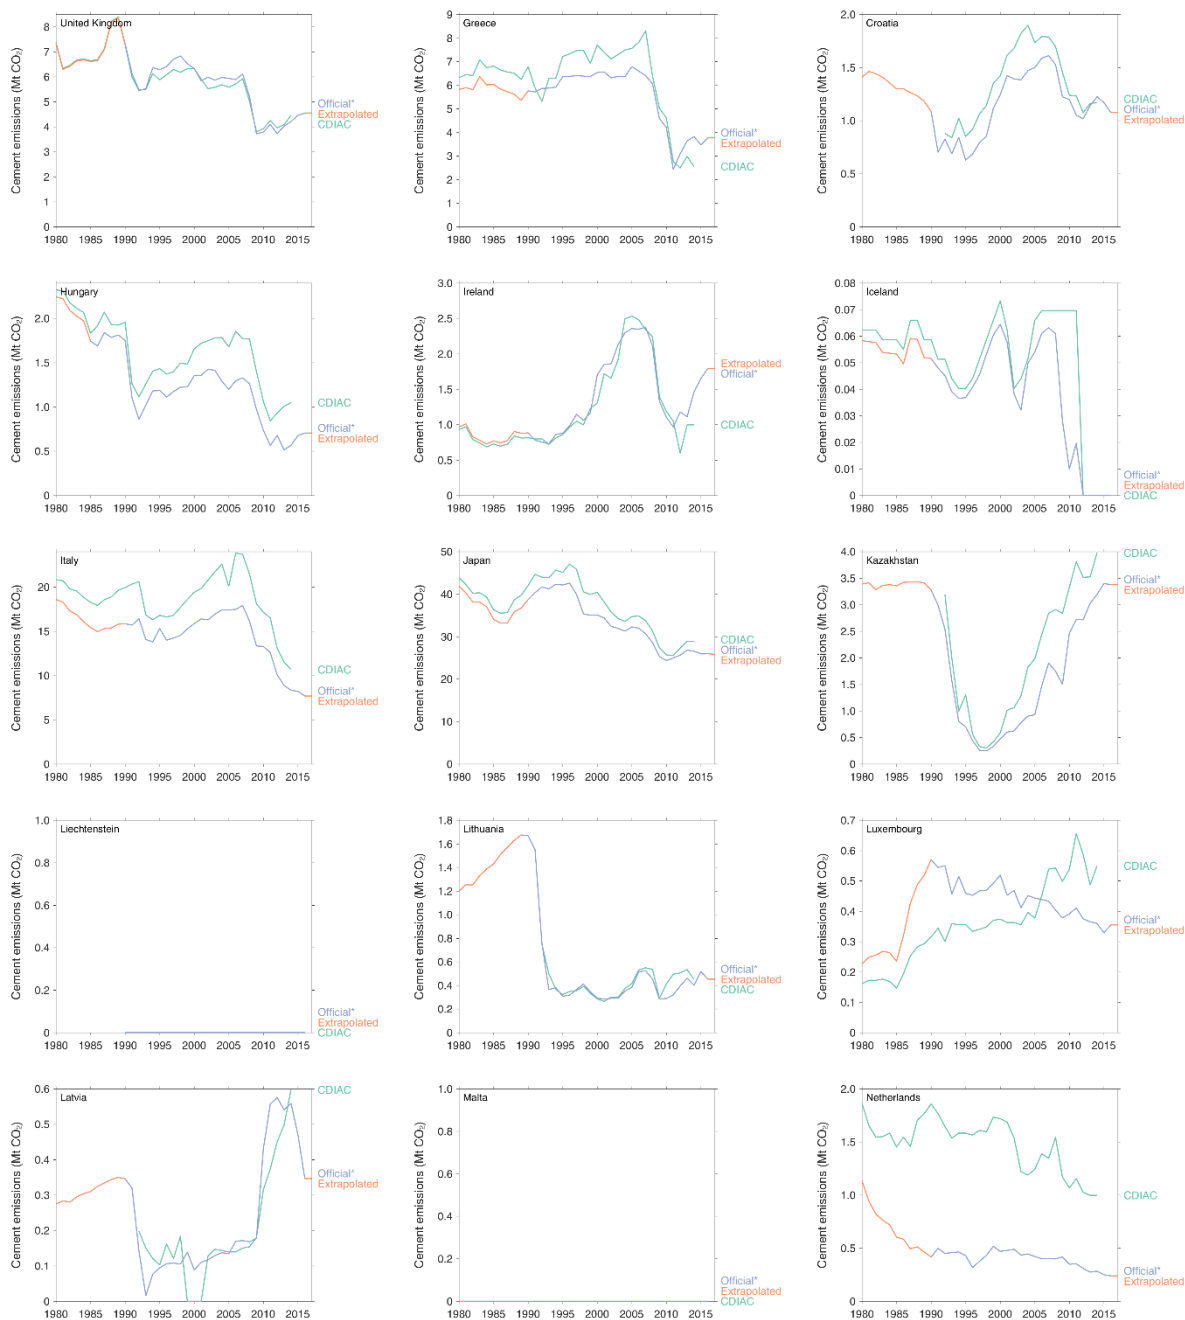 United Kingdom
Cement emissions (Mt CO₂)
8
7
6
5
4
3
2
1
0
1980 1985 1990 1995 2000 2005 2010 2015
Official*
Extrapolated
CDIAC
Greece
Cement emissions (Mt CO₂)
9
8
7
6
5
4
3
2
1
0
1980 1985 1990 1995 2000 2005 2010 2015
Official*
Extrapolated
CDIAC
Croatia
Cement emissions (Mt CO₂)
2.0
1.5
1.0
0.5
0
1980 1985 1990 1995 2000 2005 2010 2015
CDIAC
Official*
Extrapolated
Hungary
Cement emissions (Mt CO₂)
2.0
1.5
1.0
0.5
0
1980 1985 1990 1995 2000 2005 2010 2015
CDIAC
Official*
Extrapolated
Ireland
Cement emissions (Mt CO₂)
3.0
2.5
2.0
1.5
1.0
0.5
0
1980 1985 1990 1995 2000 2005 2010 2015
Extrapolated
Official*
CDIAC
Iceland
Cement emissions (Mt CO₂)
0.08
0.07
0.06
0.05
0.04
0.03
0.02
0.01
0
1980 1985 1990 1995 2000 2005 2010 2015
Official*
Extrapolated
CDIAC
Italy
Cement emissions (Mt CO₂)
20
15
10
5
0
1980 1985 1990 1995 2000 2005 2010 2015
CDIAC
Official*
Extrapolated
Japan
Cement emissions (Mt CO₂)
50
40
30
20
10
0
1980 1985 1990 1995 2000 2005 2010 2015
CDIAC
Official*
Extrapolated
Kazakhstan
Cement emissions (Mt CO₂)
4.0
3.5
3.0
2.5
2.0
1.5
1.0
0.5
0
1980 1985 1990 1995 2000 2005 2010 2015
CDIAC
Official*
Extrapolated
Liechtenstein
Cement emissions (Mt CO₂)
1.0
0.8
0.6
0.4
0.2
0
1980 1985 1990 1995 2000 2005 2010 2015
Official*
Extrapolated
CDIAC
Lithuania
Cement emissions (Mt CO₂)
1.8
1.6
1.4
1.2
1.0
0.8
0.6
0.4
0.2
0
1980 1985 1990 1995 2000 2005 2010 2015
Official*
Extrapolated
CDIAC
Luxembourg
Cement emissions (Mt CO₂)
0.7
0.6
0.5
0.4
0.3
0.2
0.1
0
1980 1985 1990 1995 2000 2005 2010 2015
CDIAC
Official*
Extrapolated
Latvia
Cement emissions (Mt CO₂)
0.6
0.5
0.4
0.3
0.2
0.1
0
1980 1985 1990 1995 2000 2005 2010 2015
CDIAC
Official*
Extrapolated
Malta
Cement emissions (Mt CO₂)
1.0
0.8
0.6
0.4
0.2
0
1980 1985 1990 1995 2000 2005 2010 2015
Official*
Extrapolated
CDIAC
Netherlands
Cement emissions (Mt CO₂)
2.0
1.5
1.0
0.5
0
1980 1985 1990 1995 2000 2005 2010 2015
CDIAC
Official*
Extrapolated